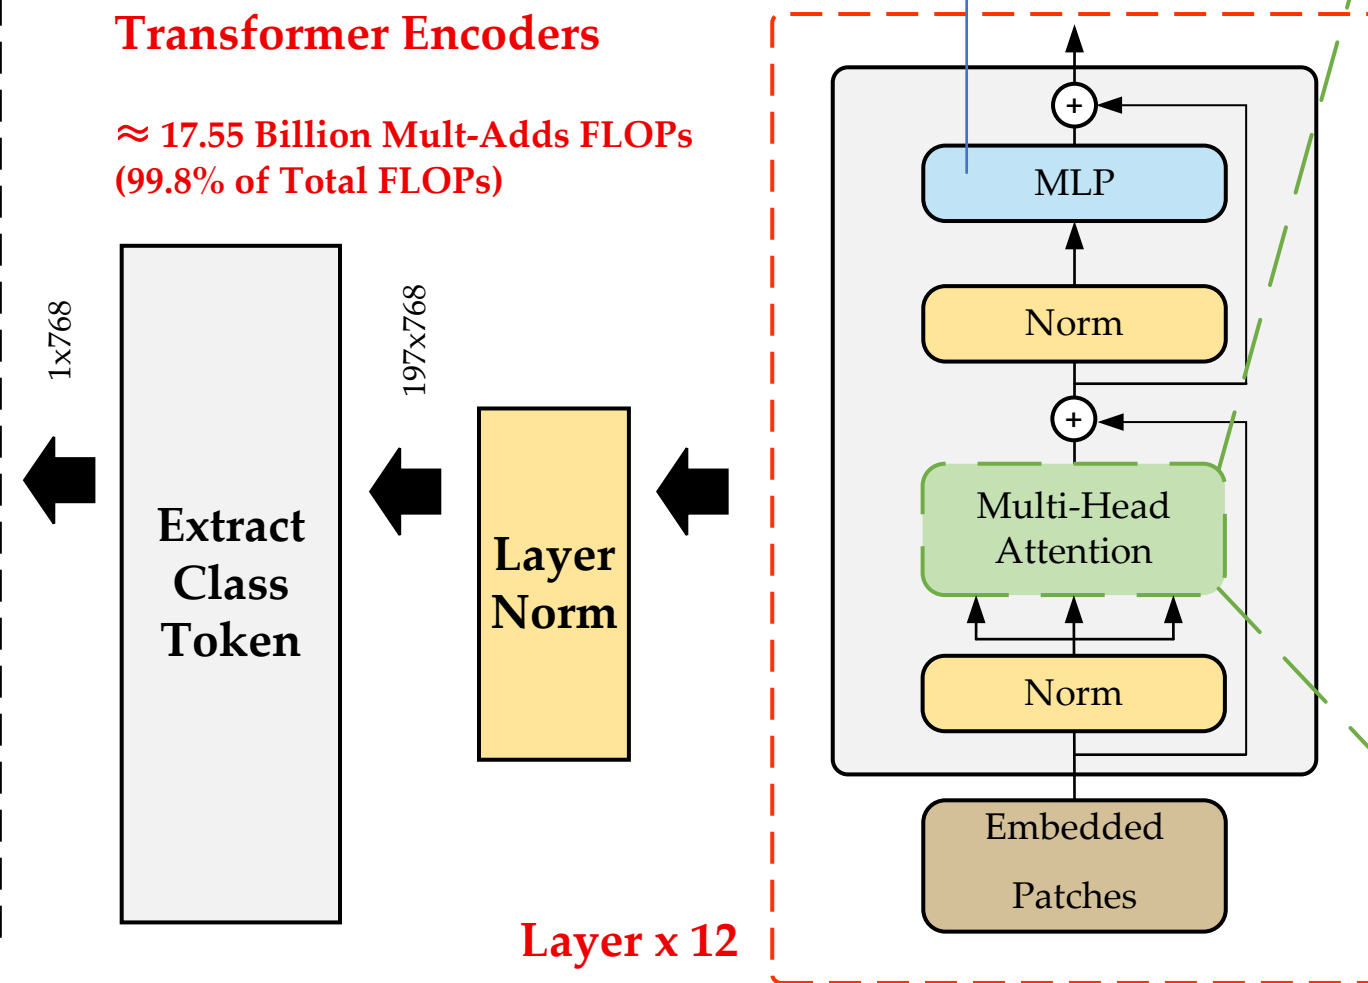 Transformer Encoders
≈ 17.55 Billion Mult-Adds FLOPs
(99.8% of Total FLOPs)
1x768
197x768
Extract
Class
Token
Layer
Norm
+
MLP
Norm
+
Multi-Head
Attention
Norm
Embedded
Patches
Layer x 12